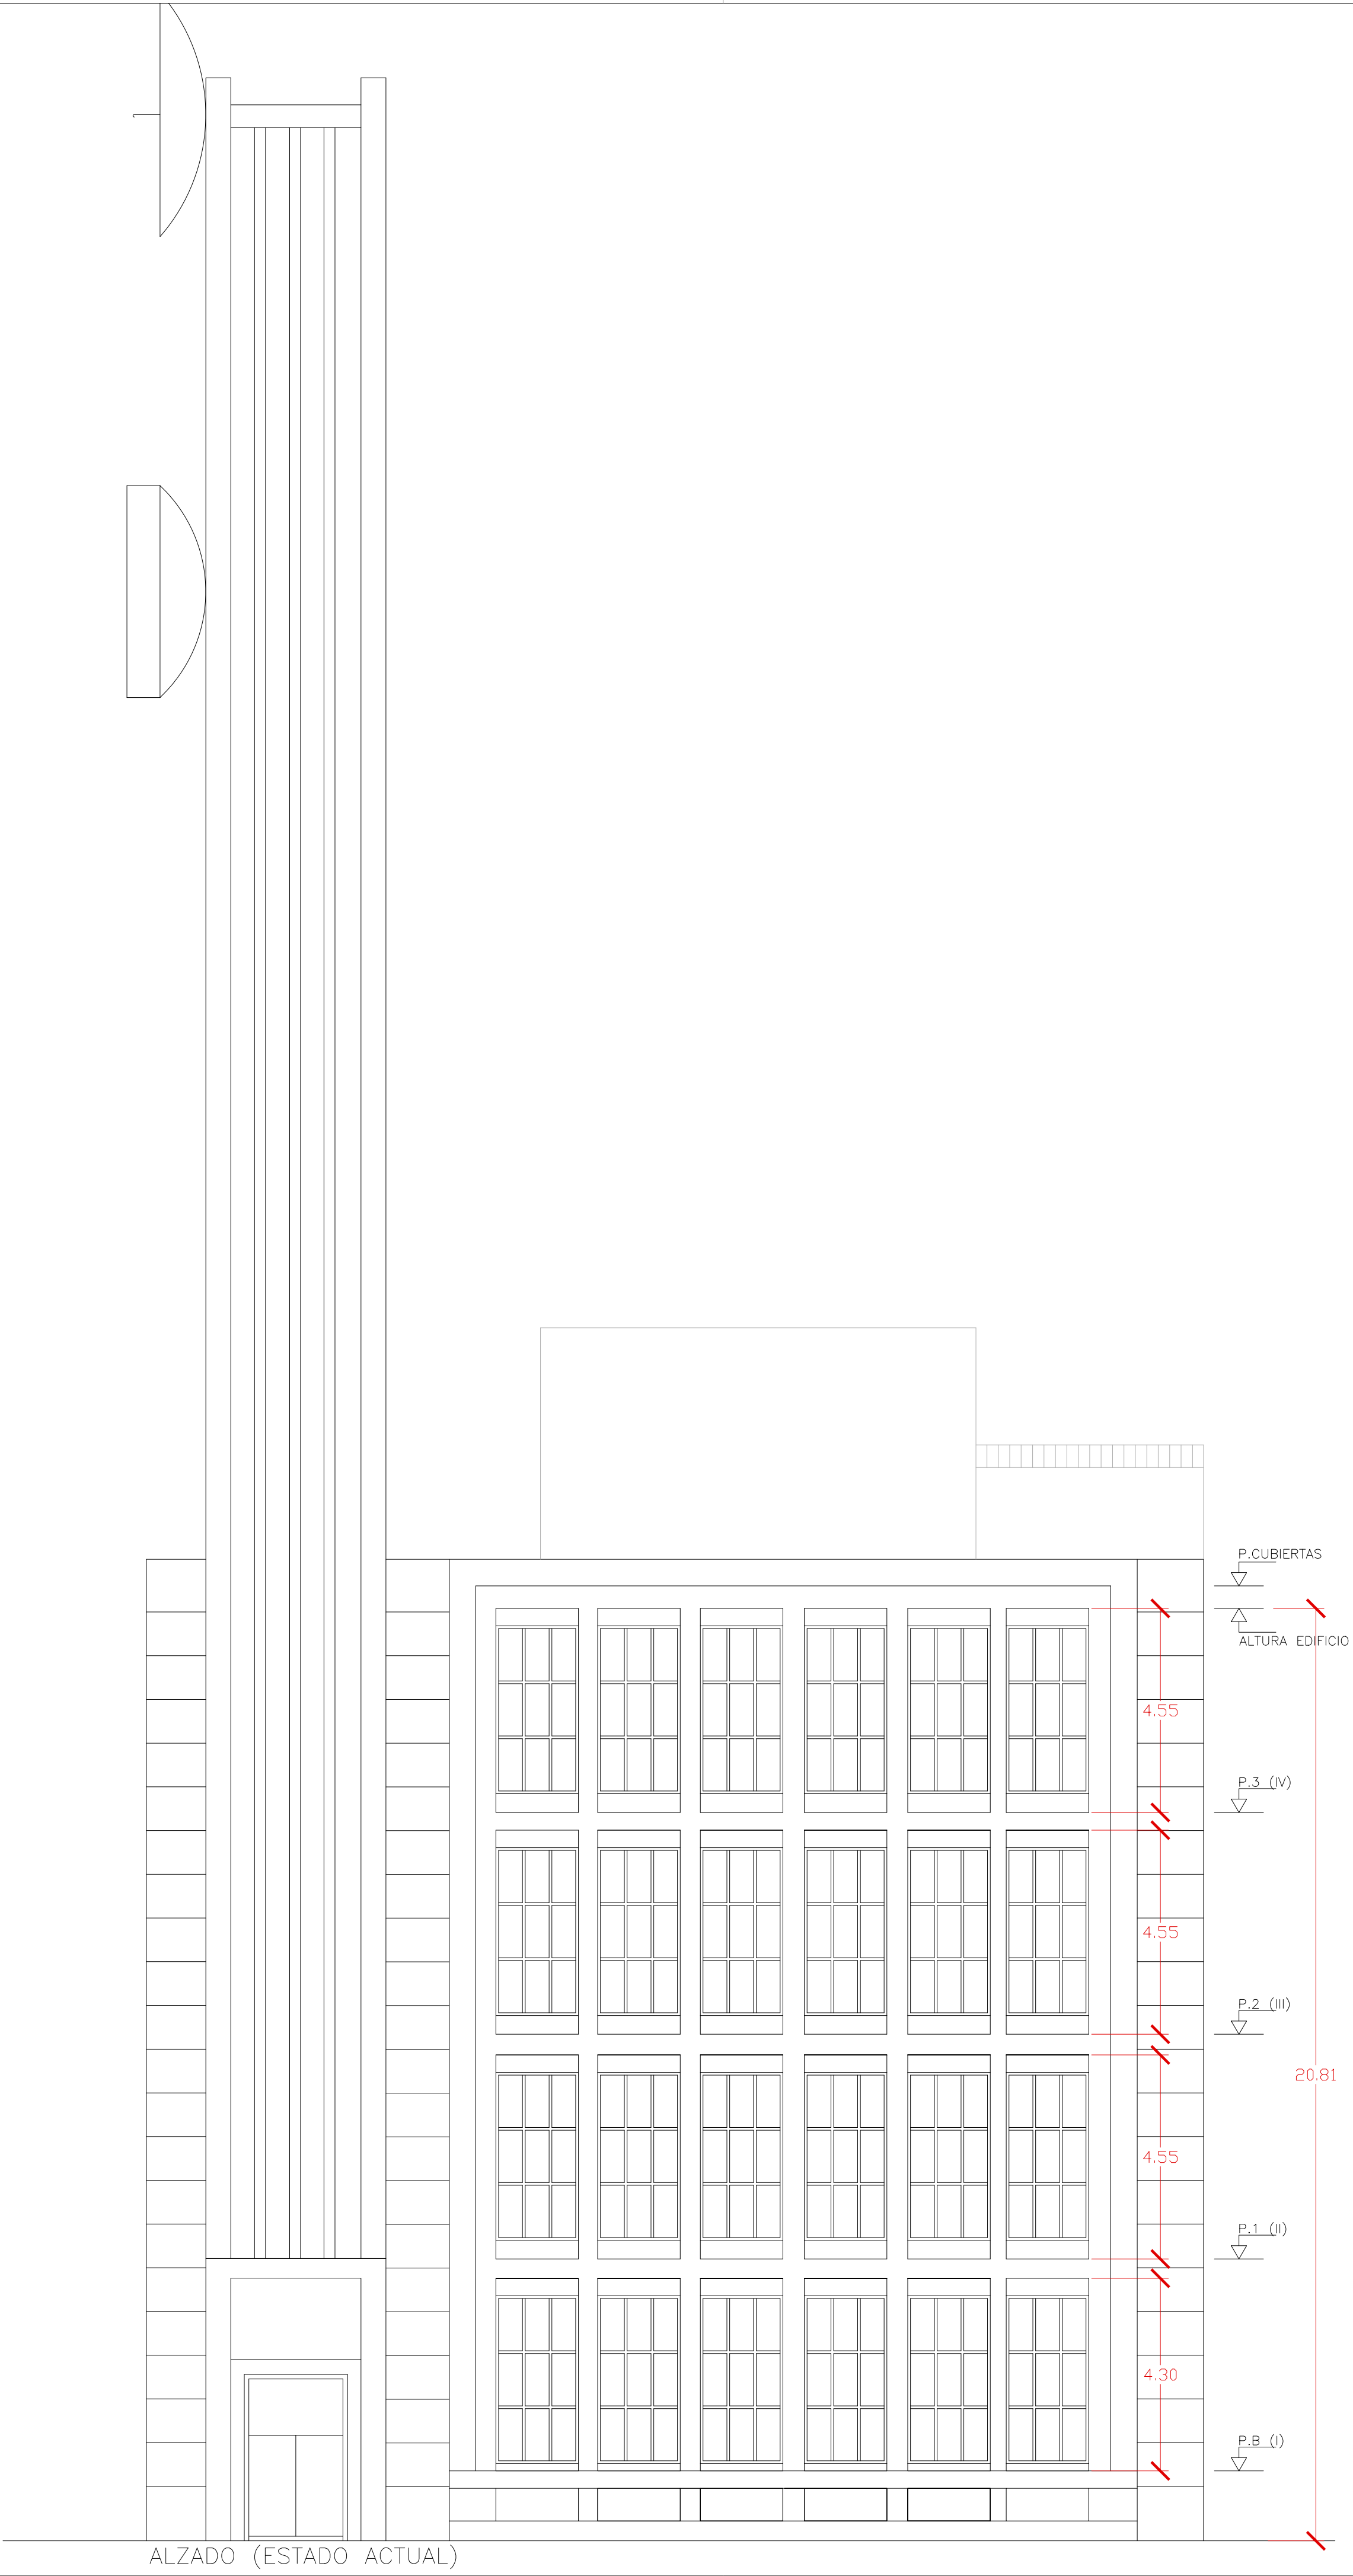 P.CUBIERTAS
ALTURA EDIFICIO
4.55
P.3 (IV)
4.55
P.2 (III)
20.81
4.55
P.1 (II)
4.30
P.B (I)
ALZADO (ESTADO ACTUAL)